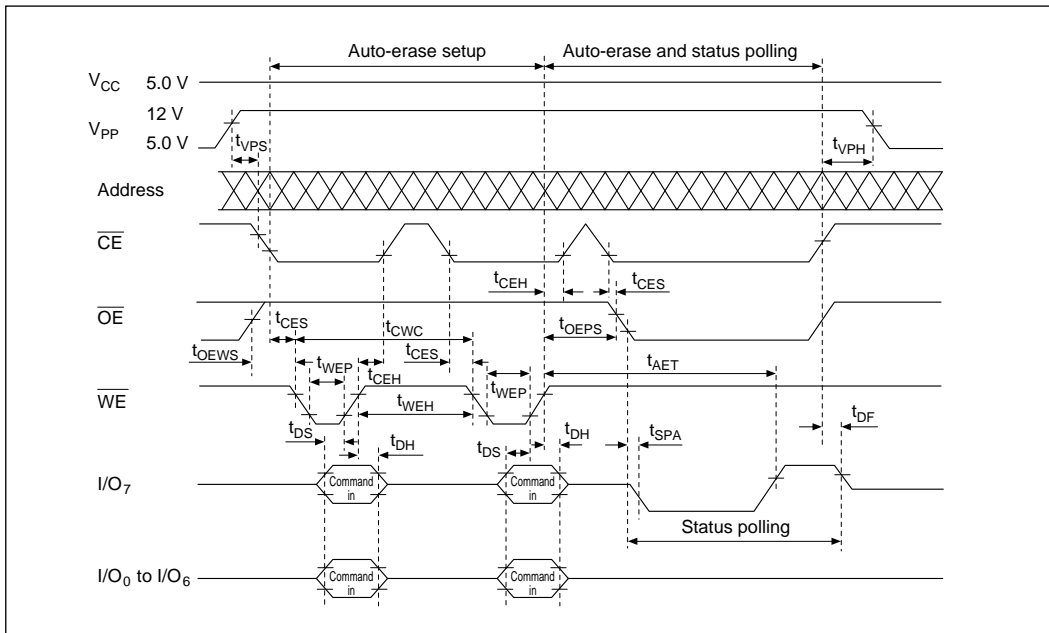 Auto-erase setup Auto-erase and status polling
VCC 5.0 V
12 V
VPP
5.0 V
tVPS tVPH
Address
CE
tCEH tCES
OE
tCES tCWC tOEPS
tOEWS tWEP tCEH tCES tWEP tAET
WE
tWEH
tDS tDH tDS tDH tSPA tDF
I/O7 Command in Command in
Status polling
I/O0 to I/O6 Command in Command in